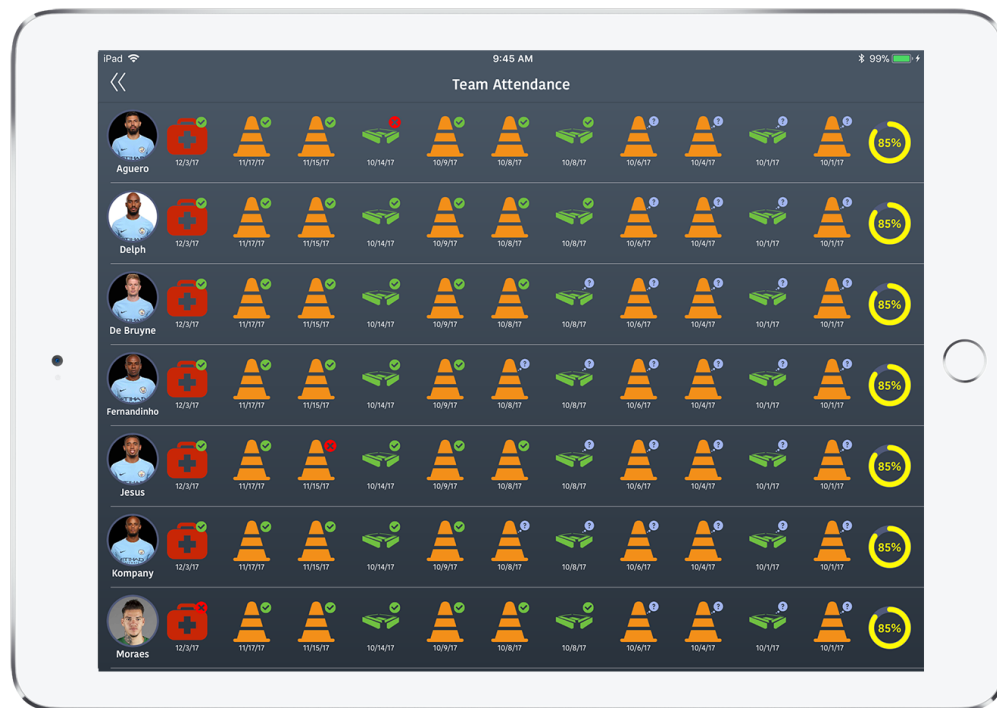 iPad 9:45 AM 99%
Team Attendance
85%
12/3/17 11/17/17 11/15/17 10/14/17 10/9/17 10/8/17 10/8/17 10/6/17 10/4/17 10/1/17 10/1/17
Aguero
85%
12/3/17 11/17/17 11/15/17 10/14/17 10/9/17 10/8/17 10/8/17 10/6/17 10/4/17 10/1/17 10/1/17
Delph
85%
12/3/17 11/17/17 11/15/17 10/14/17 10/9/17 10/8/17 10/8/17 10/6/17 10/4/17 10/1/17 10/1/17
De Bruyne
85%
12/3/17 11/17/17 11/15/17 10/14/17 10/9/17 10/8/17 10/8/17 10/6/17 10/4/17 10/1/17 10/1/17
Fernandinho
85%
12/3/17 11/17/17 11/15/17 10/14/17 10/9/17 10/8/17 10/8/17 10/6/17 10/4/17 10/1/17 10/1/17
Jesus
85%
12/3/17 11/17/17 11/15/17 10/14/17 10/9/17 10/8/17 10/8/17 10/6/17 10/4/17 10/1/17 10/1/17
Kompany
85%
12/3/17 11/17/17 11/15/17 10/14/17 10/9/17 10/8/17 10/8/17 10/6/17 10/4/17 10/1/17 10/1/17
Moraes